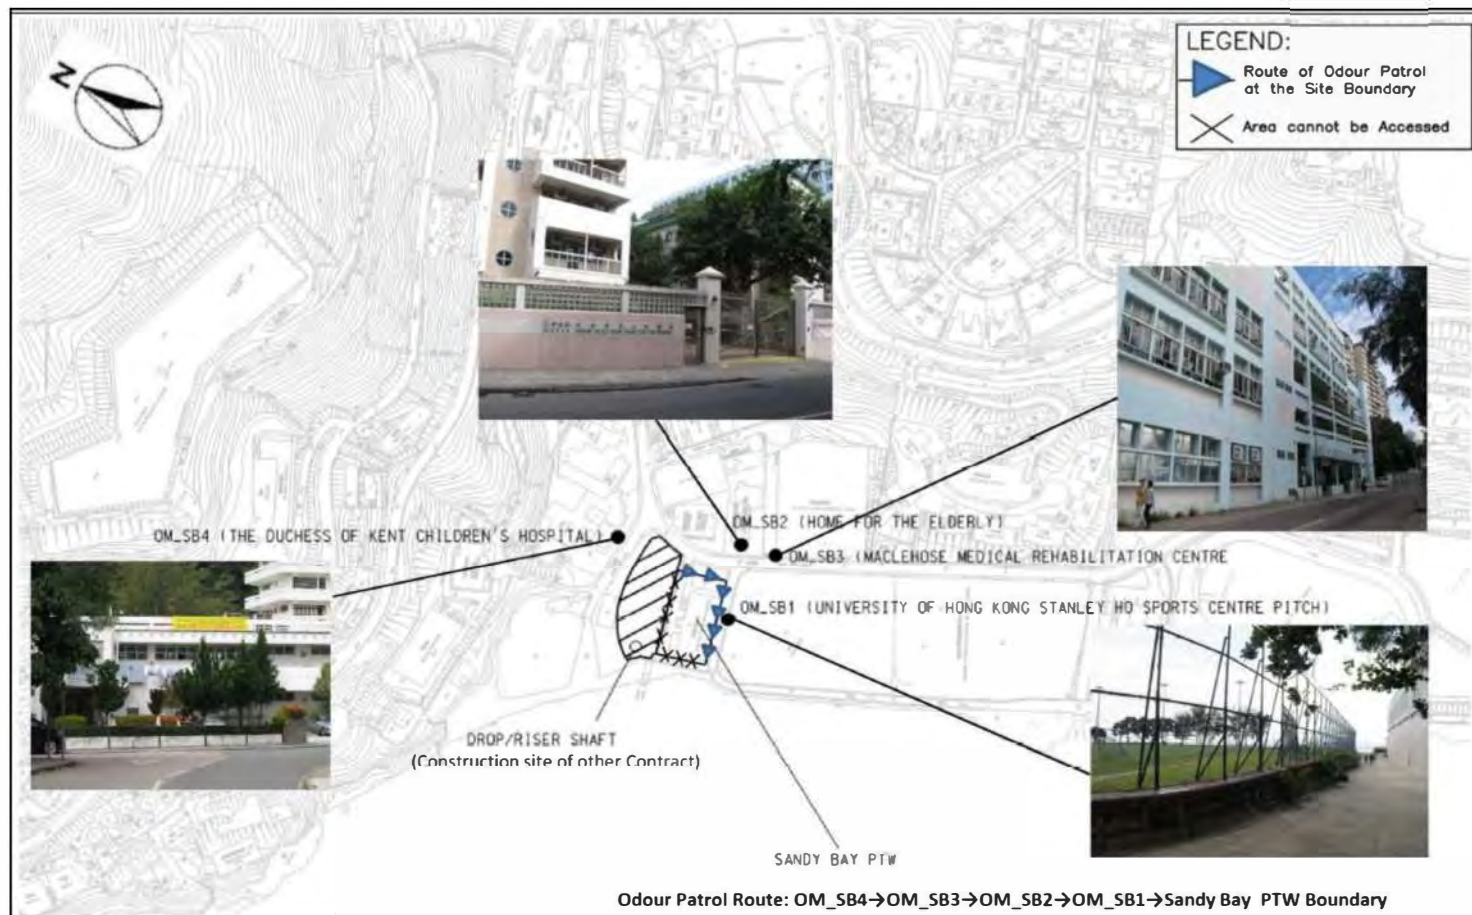 LEGEND:
Route of Odour Patrol
at the Site Boundary
Area cannot be Accessed
N
OM_SB2 (HOME FOR THE ELDERLY)
OM_SB4 (THE DUCHESS OF KENT CHILDREN'S HOSPITAL)
OM_SB3 (MACLEHOSE MEDICAL REHABILITATION CENTRE
OM_SB1 (UNIVERSITY OF HONG KONG STANLEY HO SPORTS CENTRE PITCH)
DROP/RISER SHAFT
(Construction site of other Contract)
SANDY BAY PTW
Odour Patrol Route: OM_SB4→OM_SB3→OM_SB2→OM_SB1→Sandy Bay PTW Boundary